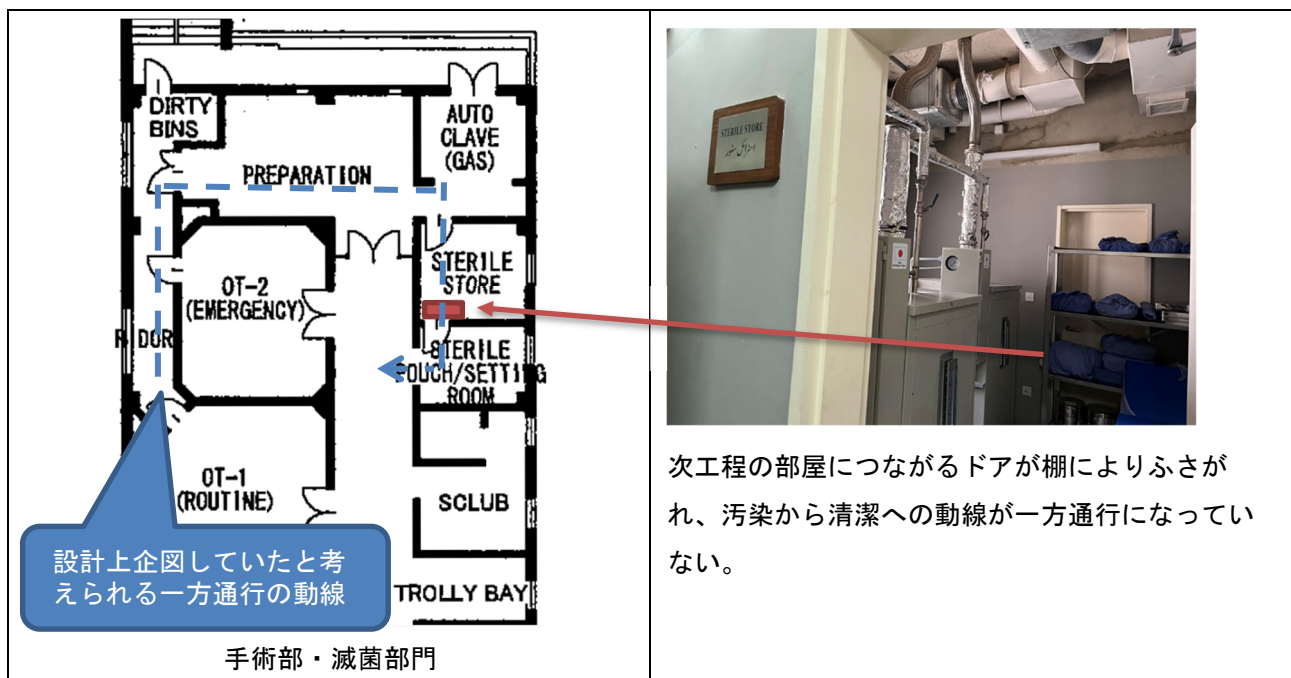 DIRTY
BINS
AUTO
CLAVE
(GAS)
PREPARATION
STERILE
STORE
OT-2
(EMERGENCY)
R DOR
STERILE
POUCH/SETTING
ROOM
OT-1
(ROUTINE)
SCLUB
TROLLY BAY
設計上企図していたと考
えられる一方通行の動線
手術部・滅菌部門
STERILE STORE
次工程の部屋につながるドアが棚によりふさが
れ、汚染から清潔への動線が一方通行になってい
ない。